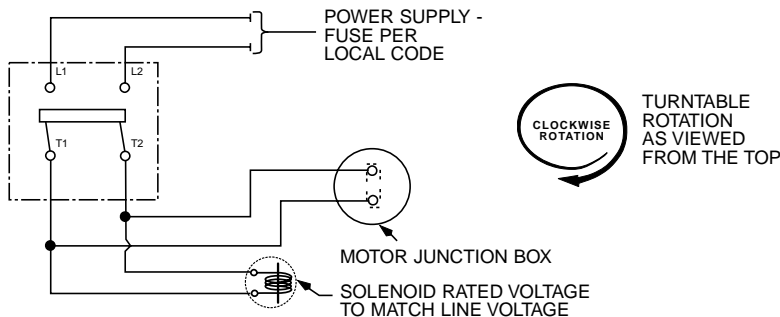 POWER SUPPLY -
FUSE PER
LOCAL CODE
L1
L2
T1
T2
CLOCKWISE
ROTATION
TURNTABLE
ROTATION
AS VIEWED
FROM THE TOP
MOTOR JUNCTION BOX
SOLENOID RATED VOLTAGE
TO MATCH LINE VOLTAGE